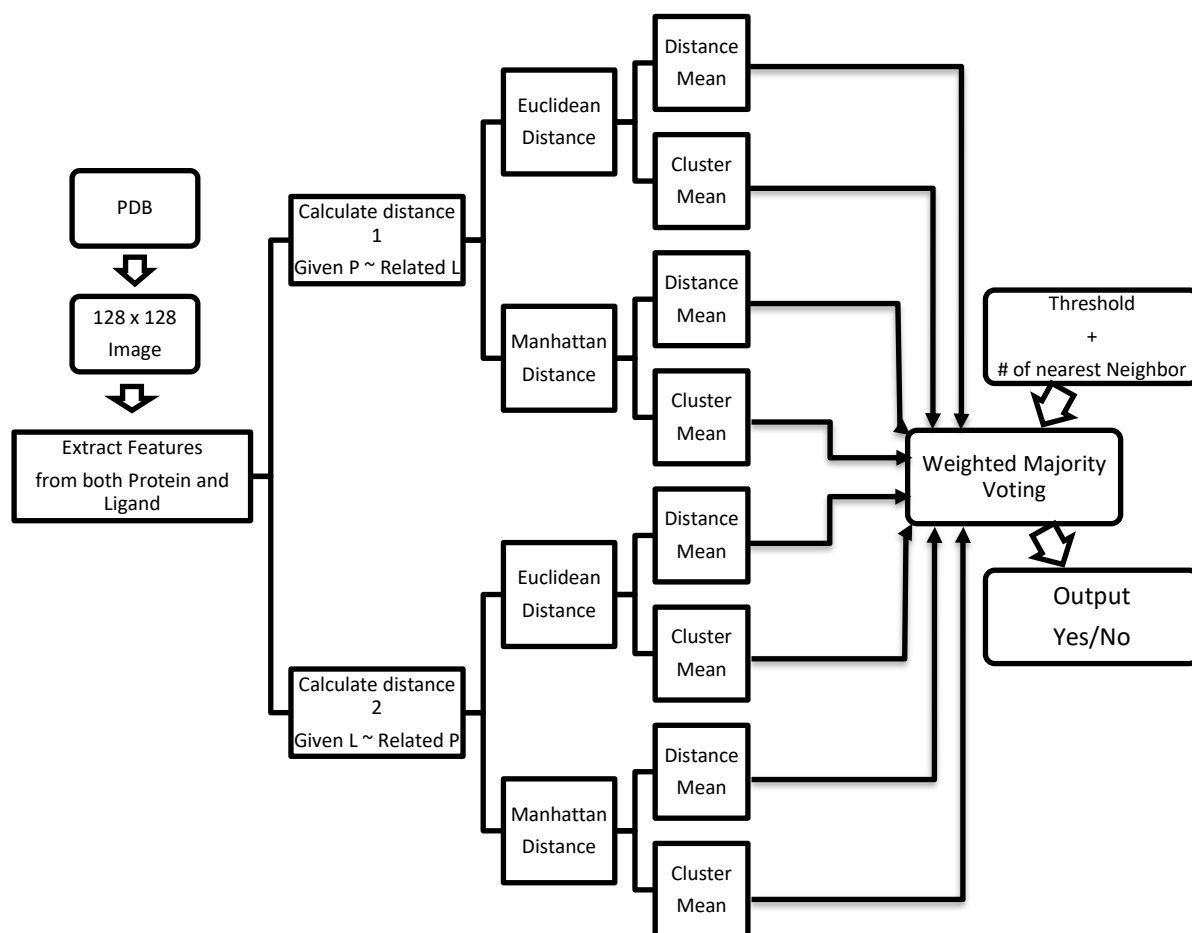 PDB
128 x 128
Image
Extract Features
from both Protein and
Ligand
Calculate distance
1
Given P ~ Related L
Calculate distance
2
Given L ~ Related P
Euclidean
Distance
Manhattan
Distance
Euclidean
Distance
Manhattan
Distance
Distance
Mean
Cluster
Mean
Distance
Mean
Cluster
Mean
Distance
Mean
Cluster
Mean
Distance
Mean
Cluster
Mean
Threshold
+
# of nearest Neighbor
Weighted Majority
Voting
Output
Yes/No